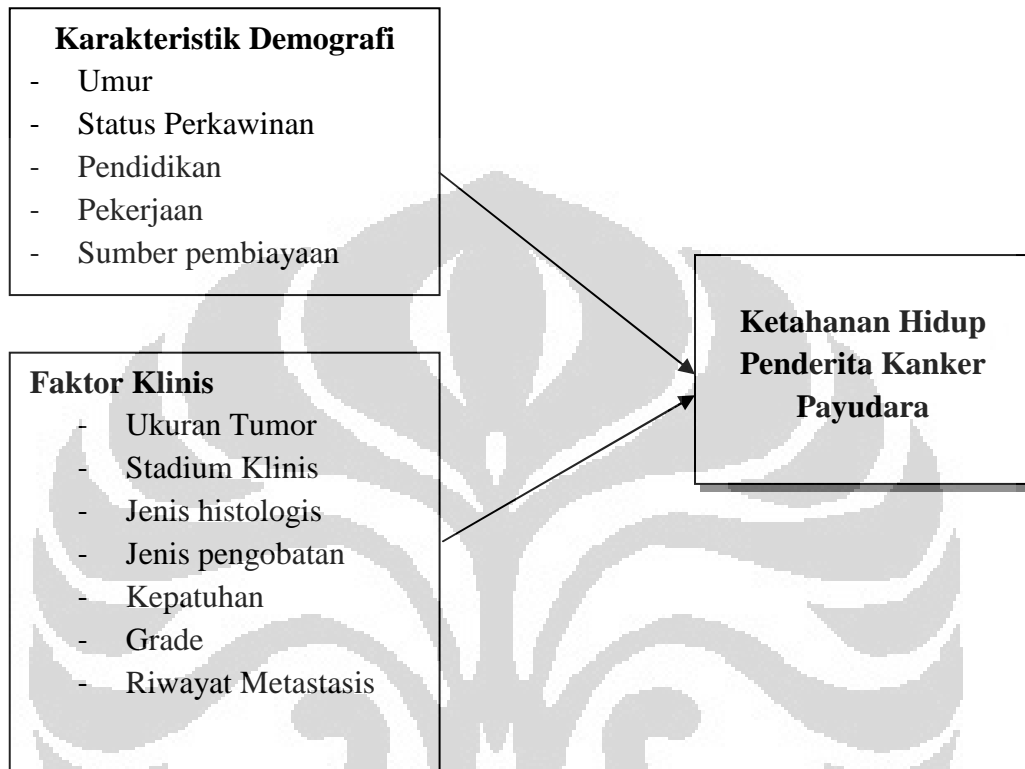 Karakteristik Demografi
- Umur
- Status Perkawinan
- Pendidikan
- Pekerjaan
- Sumber pembiayaan
Ketahanan Hidup
Penderita Kanker
Payudara
Faktor Klinis
- Ukuran Tumor
- Stadium Klinis
- Jenis histologis
- Jenis pengobatan
- Kepatuhan
- Grade
- Riwayat Metastasis